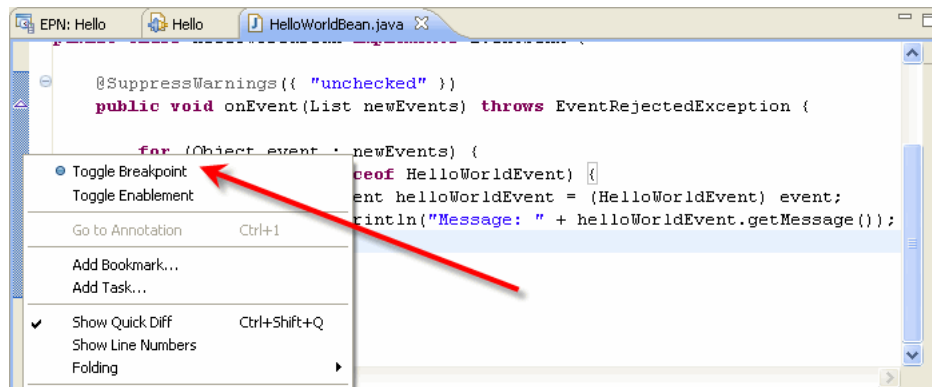 EPN: Hello Hello HelloWorldBean.java
@SuppressWarnings({ "unchecked" })
public void onEvent(List newEvents) throws EventRejectedException {
for (Object event : newEvents) {
Toggle Breakpoint
ceof HelloWorldEvent) {
Toggle Enablement
ent helloWorldEvent = (HelloWorldEvent) event;
rintln("Message: " + helloWorldEvent.getMessage());
Go to Annotation Ctrl+1
Add Bookmark...
Add Task...
Show Quick Diff Ctrl+Shift+Q
Show Line Numbers
Folding